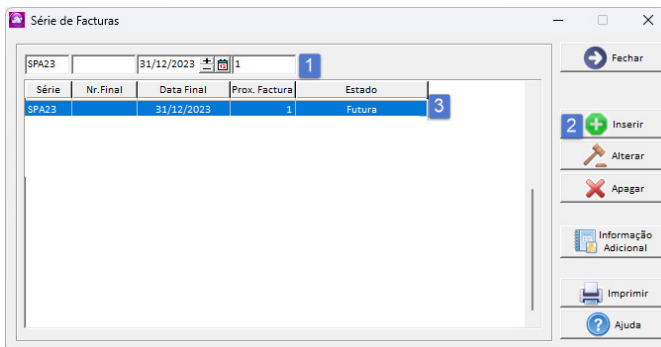 Série de Facturas
SPA23 31/12/2023 1 1
Fechar
Série Nr.Final Data Final Prox. Factura Estado
SPA23 31/12/2023 1 Futura 3
2 Inserir
Alterar
Apagar
Informação
Adicional
Imprimir
? Ajuda